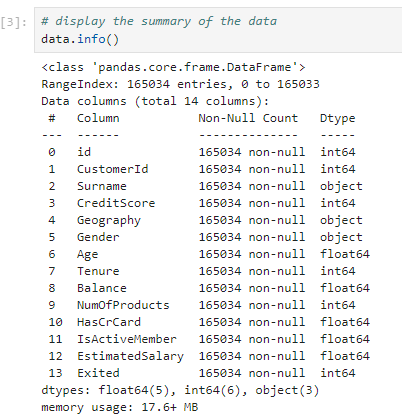 [3]: # display the summary of the data
data.info()
<class 'pandas.core.frame.DataFrame'>
RangeIndex: 165034 entries, 0 to 165033
Data columns (total 14 columns):
 #   Column           Non-Null Count   Dtype
---  ------           --------------   -----
 0   id               165034 non-null  int64
 1   CustomerId       165034 non-null  int64
 2   Surname          165034 non-null  object
 3   CreditScore      165034 non-null  int64
 4   Geography        165034 non-null  object
 5   Gender           165034 non-null  object
 6   Age              165034 non-null  float64
 7   Tenure           165034 non-null  int64
 8   Balance          165034 non-null  float64
 9   NumOfProducts    165034 non-null  int64
 10  HasCrCard        165034 non-null  float64
 11  IsActiveMember   165034 non-null  float64
 12  EstimatedSalary  165034 non-null  float64
 13  Exited           165034 non-null  int64
dtypes: float64(5), int64(6), object(3)
memory usage: 17.6+ MB